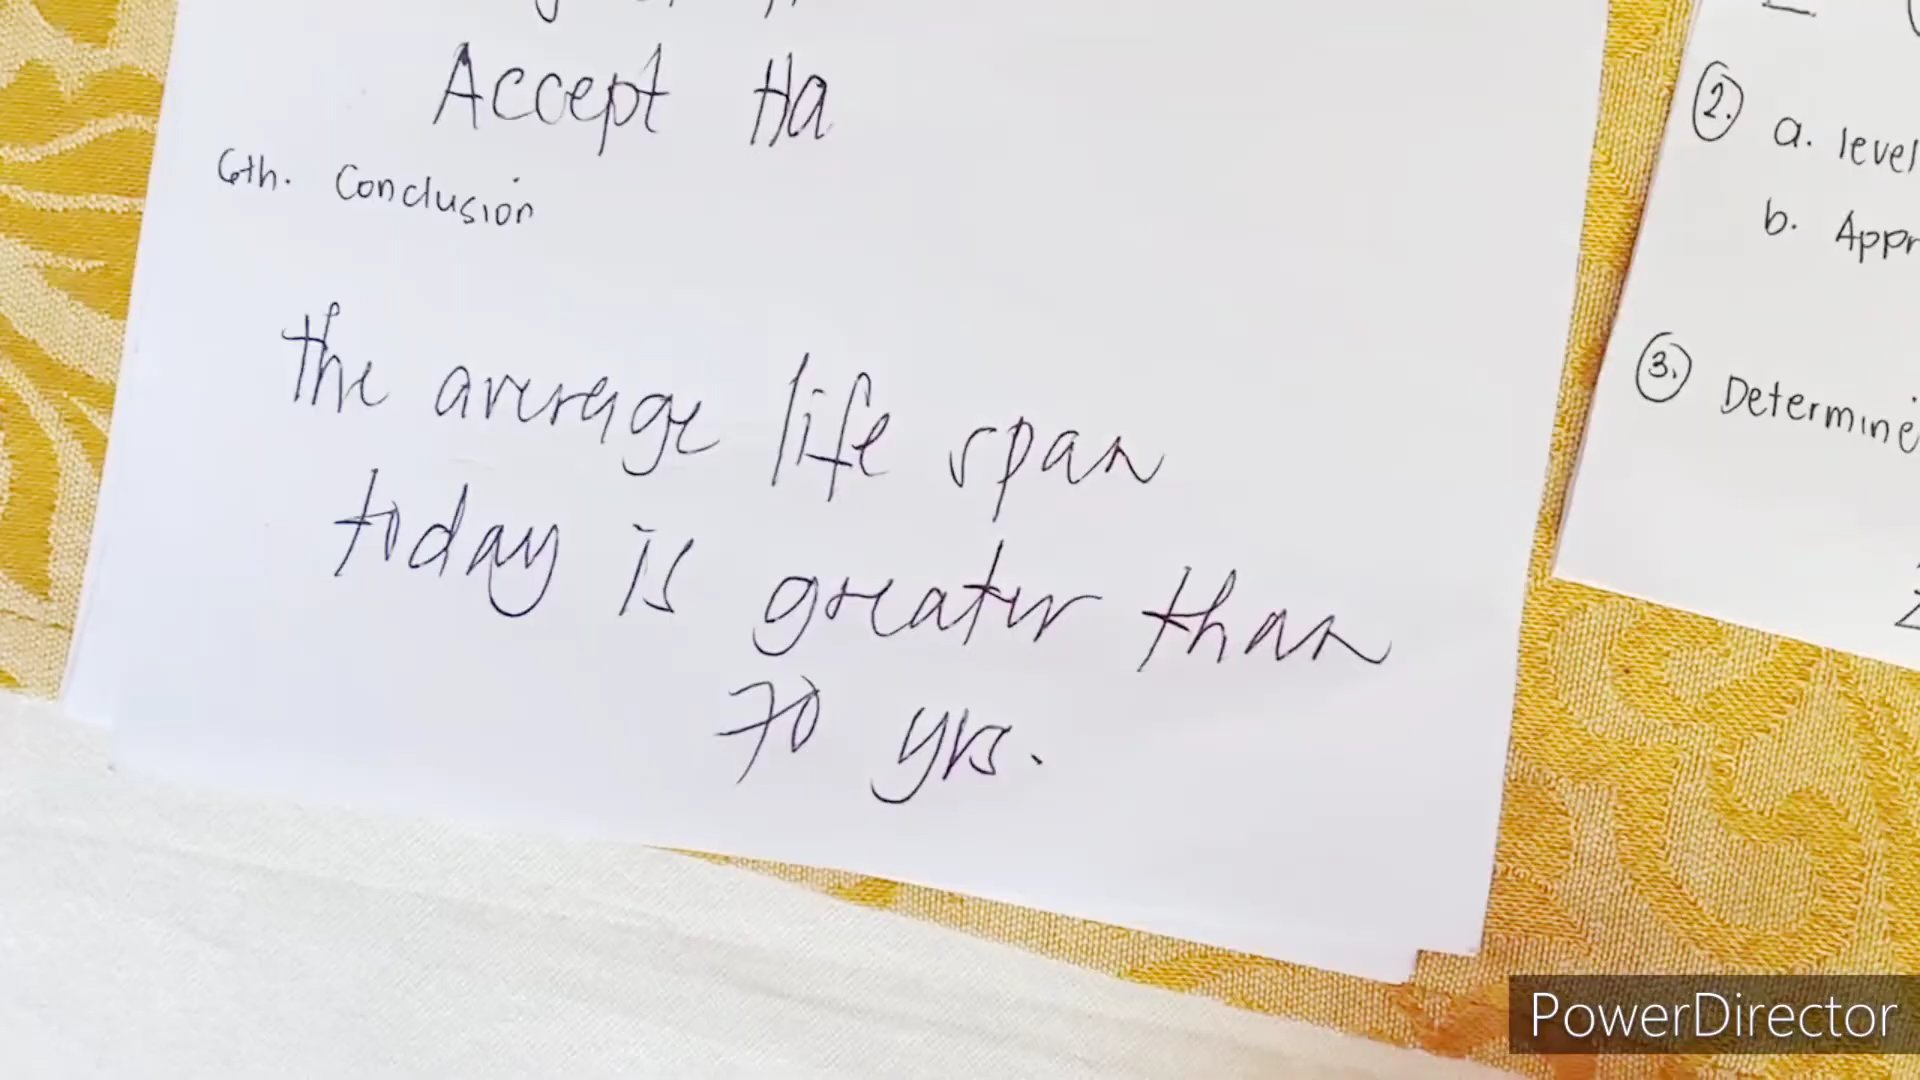 Accept Ha
6th. Conclusion
the average life span
today is greater than
70 yrs.
2. a. level
b. Appr
3. Determine
PowerDirector